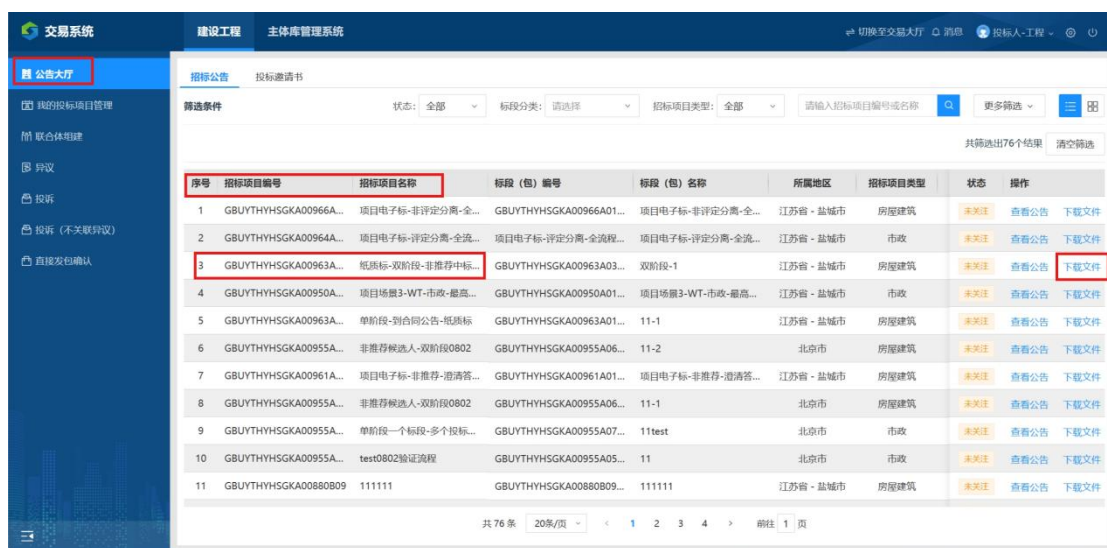 交易系统 建设工程 主体库管理系统 切换至交易大厅 消息 投标人-工程
公告大厅
我的投标项目管理
联合体组建
异议
投诉
投诉（不关联异议）
直接发包确认
招标公告 投标邀请书
筛选条件 状态: 全部 标段分类: 请选择 招标项目类型: 全部 请输入招标项目编号或名称 更多筛选
共筛选出76个结果 清空筛选
序号 招标项目编号 招标项目名称 标段（包）编号 标段（包）名称 所属地区 招标项目类型 状态 操作
1 GBUYTHYHSGKA00966A... 项目电子标-非评定分离-全... GBUYTHYHSGKA00966A01... 项目电子标-非评定分离-全... 江苏省 - 盐城市 房屋建筑 未关注 查看公告 下载文件
2 GBUYTHYHSGKA00964A... 项目电子标-评定分离-全流... 项目电子标-评定分离-全流程... 项目电子标-评定分离-全流... 江苏省 - 盐城市 市政 未关注 查看公告 下载文件
3 GBUYTHYHSGKA00963A... 纸质标-双阶段-非推荐中标... GBUYTHYHSGKA00963A03... 双阶段-1 江苏省 - 盐城市 房屋建筑 未关注 查看公告 下载文件
4 GBUYTHYHSGKA00950A... 项目场景3-WT-市政-最高... GBUYTHYHSGKA00950A01... 项目场景3-WT-市政-最高... 江苏省 - 盐城市 市政 未关注 查看公告 下载文件
5 GBUYTHYHSGKA00963A... 单阶段-到合同公告-纸质标 GBUYTHYHSGKA00963A01... 11-1 江苏省 - 盐城市 房屋建筑 未关注 查看公告 下载文件
6 GBUYTHYHSGKA00955A... 非推荐候选人-双阶段0802 GBUYTHYHSGKA00955A06... 11-2 北京市 房屋建筑 未关注 查看公告 下载文件
7 GBUYTHYHSGKA00961A... 项目电子标-非推荐-澄清答... GBUYTHYHSGKA00961A01... 项目电子标-非推荐-澄清答... 江苏省 - 盐城市 房屋建筑 未关注 查看公告 下载文件
8 GBUYTHYHSGKA00955A... 非推荐候选人-双阶段0802 GBUYTHYHSGKA00955A06... 11-1 北京市 房屋建筑 未关注 查看公告 下载文件
9 GBUYTHYHSGKA00955A... 单阶段一个标段-多个投标... GBUYTHYHSGKA00955A07... 11test 北京市 市政 未关注 查看公告 下载文件
10 GBUYTHYHSGKA00955A... test0802验证流程 GBUYTHYHSGKA00955A05... 11 北京市 市政 未关注 查看公告 下载文件
11 GBUYTHYHSGKA00880B09 111111 GBUYTHYHSGKA00880B09... 111111 江苏省 - 盐城市 房屋建筑 未关注 查看公告 下载文件
共 76 条 20条/页 1 2 3 4 前往 1 页